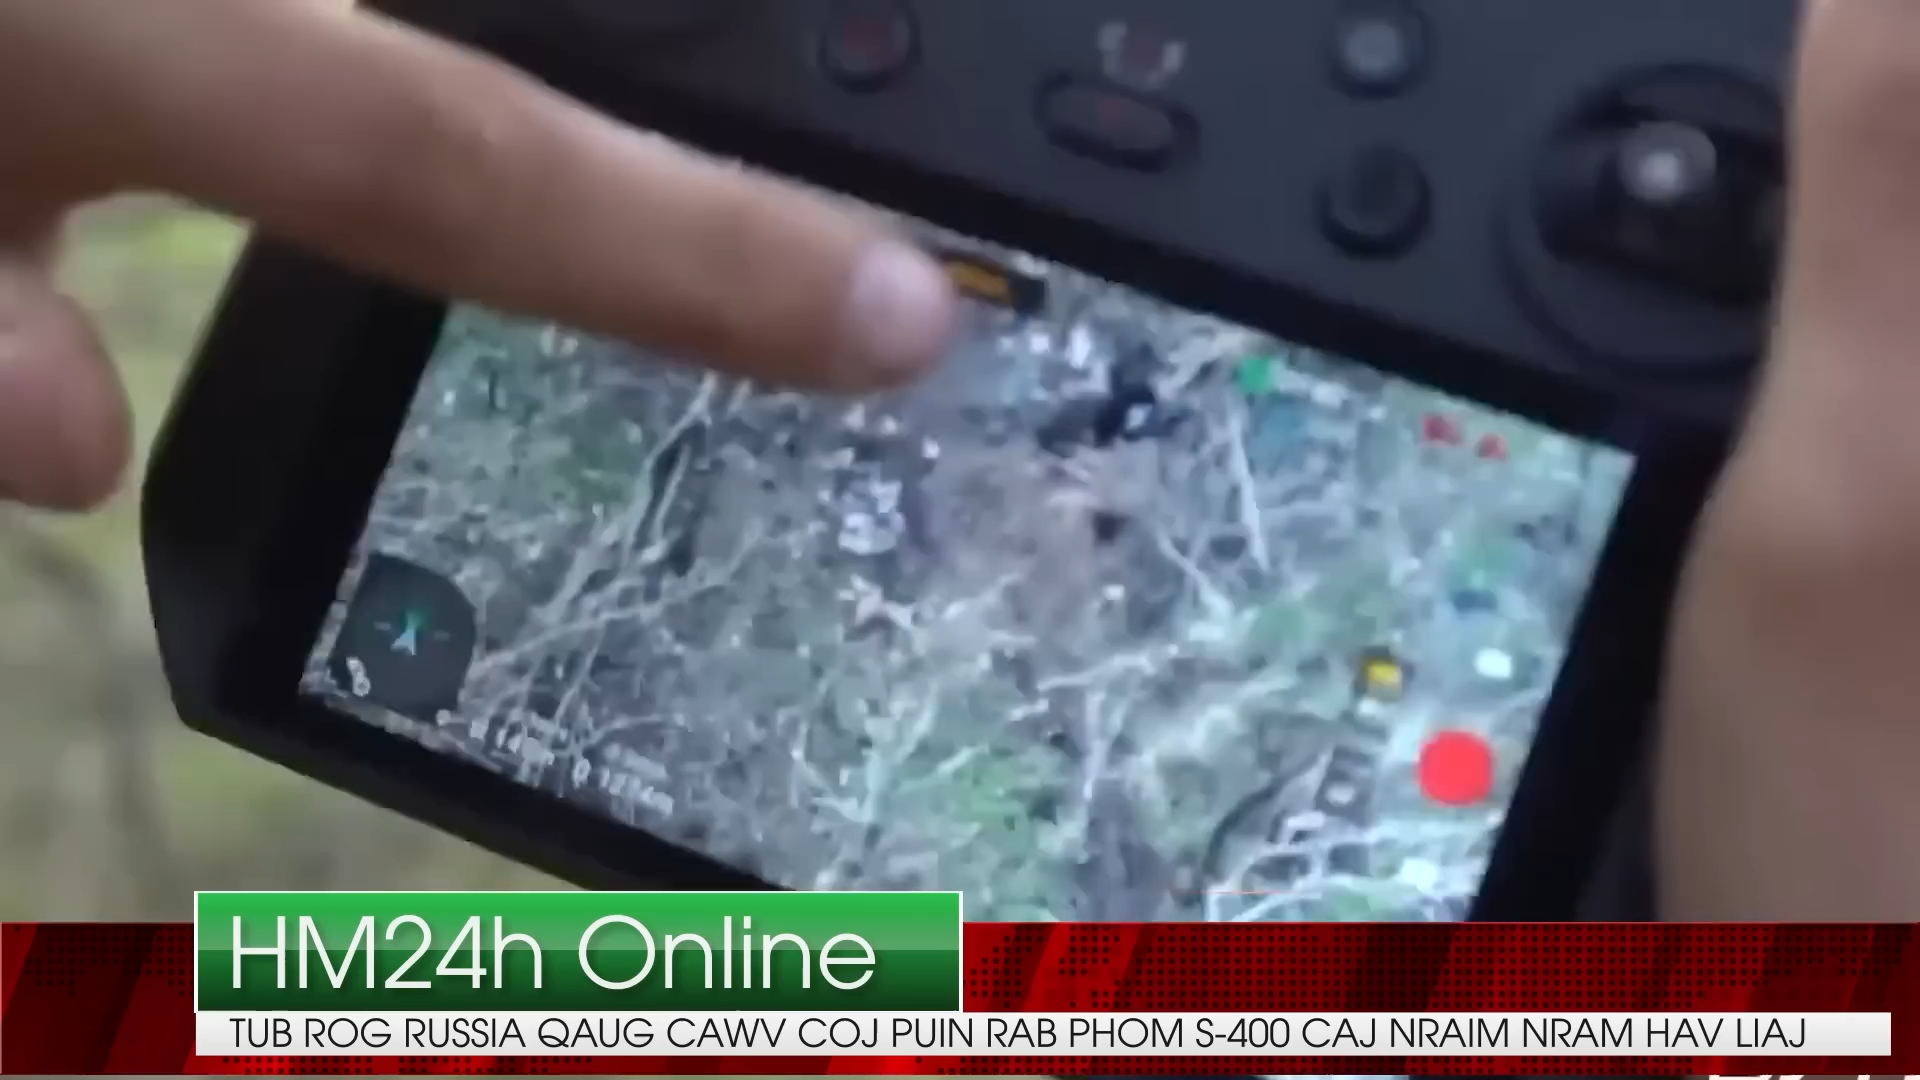 HM24h Online
TUB ROG RUSSIA QAUG CAWV COJ PUIN RAB PHOM S-400 CAJ NRAIM NRAM HAV LIAJ